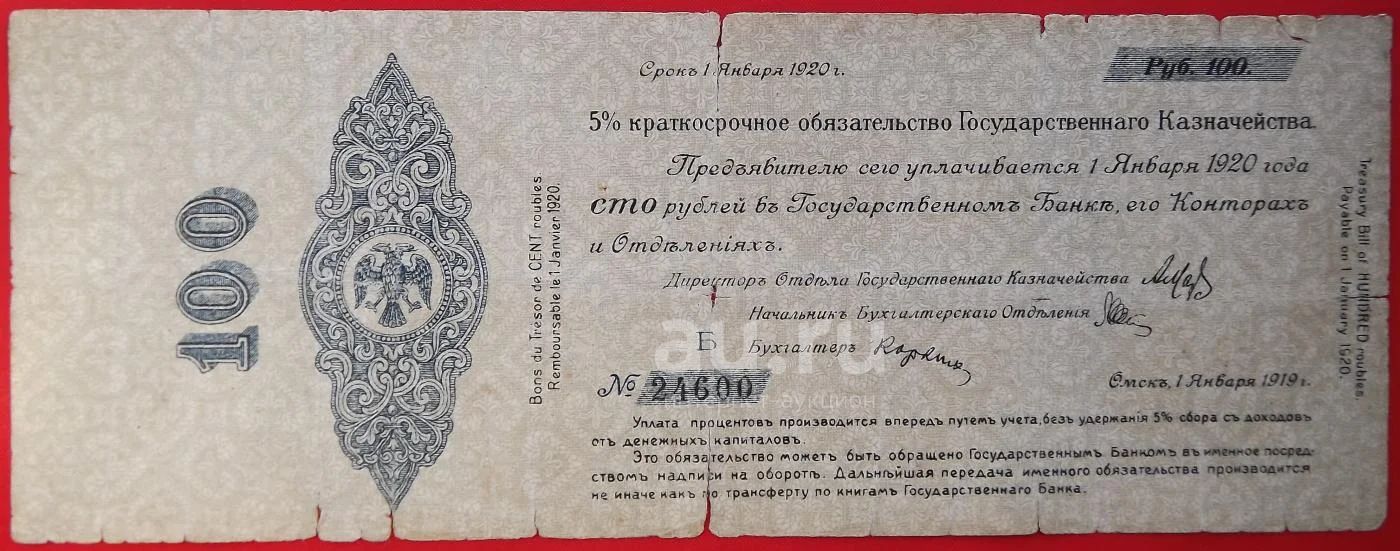 100
Bons du Trésor de CENT roubles.
Remboursable le 1 Janvier 1920.
Срокъ 1 Января 1920 г.
Руб. 100.
5% краткосрочное обязательство Государственнаго Казначейства.
Предъявителю сего уплачивается 1 Января 1920 года
СТО рублей въ Государственномъ Банкѣ, его Конторахъ
и Отдѣленіяхъ.
Директоръ Отдѣла Государственнаго Казначейства
Начальникъ Бухгалтерскаго Отдѣленія
Б Бухгалтеръ
№ 24600
Омскъ, 1 Января 1919 г.
Уплата процентовъ производится впередъ путемъ учета, безъ удержанія 5% сбора съ доходовъ
отъ денежныхъ капиталовъ.
Это обязательство можетъ быть обращено Государственнымъ Банкомъ въ именное посред-
ствомъ надписи на оборотѣ. Дальнѣйшая передача именного обязательства производится
не иначе какъ по трансферту по книгамъ Государственнаго Банка.
Treasury Bill of HUNDRED roubles.
Payable on 1 January 1920.
au.ru
интернет-аукцион